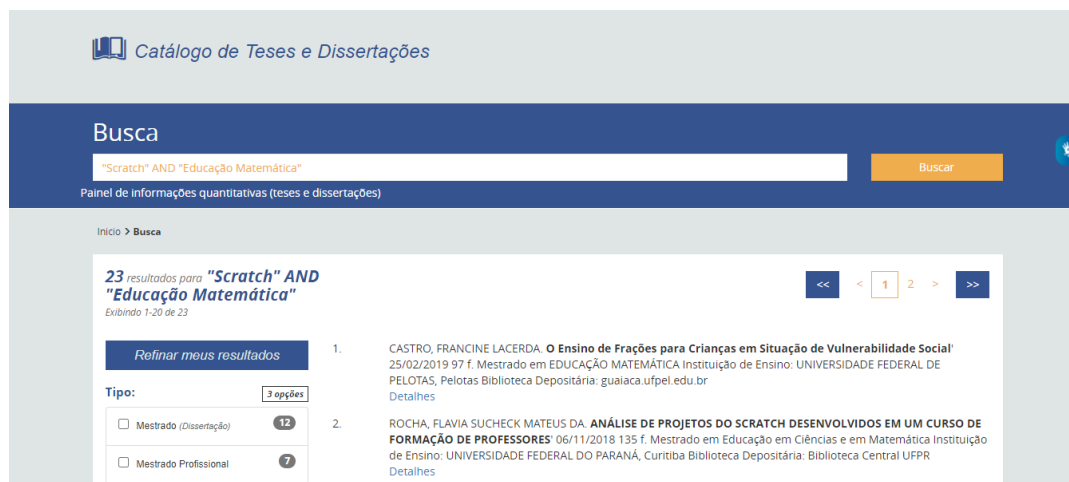 Catálogo de Teses e Dissertações
Busca
"Scratch" AND "Educação Matemática"
Buscar
Painel de informações quantitativas (teses e dissertações)
Inicio > Busca
23 resultados para "Scratch" AND
"Educação Matemática"
Exibindo 1-20 de 23
<< < 1 2 > >>
Refinar meus resultados
Tipo: 3 opções
Mestrado (Dissertação) 12
Mestrado Profissional 7
1. CASTRO, FRANCINE LACERDA. O Ensino de Frações para Crianças em Situação de Vulnerabilidade Social'
25/02/2019 97 f. Mestrado em EDUCAÇÃO MATEMÁTICA Instituição de Ensino: UNIVERSIDADE FEDERAL DE
PELOTAS, Pelotas Biblioteca Depositária: guaiaca.ufpel.edu.br
Detalhes
2. ROCHA, FLAVIA SUCHECK MATEUS DA. ANÁLISE DE PROJETOS DO SCRATCH DESENVOLVIDOS EM UM CURSO DE
FORMAÇÃO DE PROFESSORES' 06/11/2018 135 f. Mestrado em Educação em Ciências e em Matemática Instituição
de Ensino: UNIVERSIDADE FEDERAL DO PARANÁ, Curitiba Biblioteca Depositária: Biblioteca Central UFPR
Detalhes